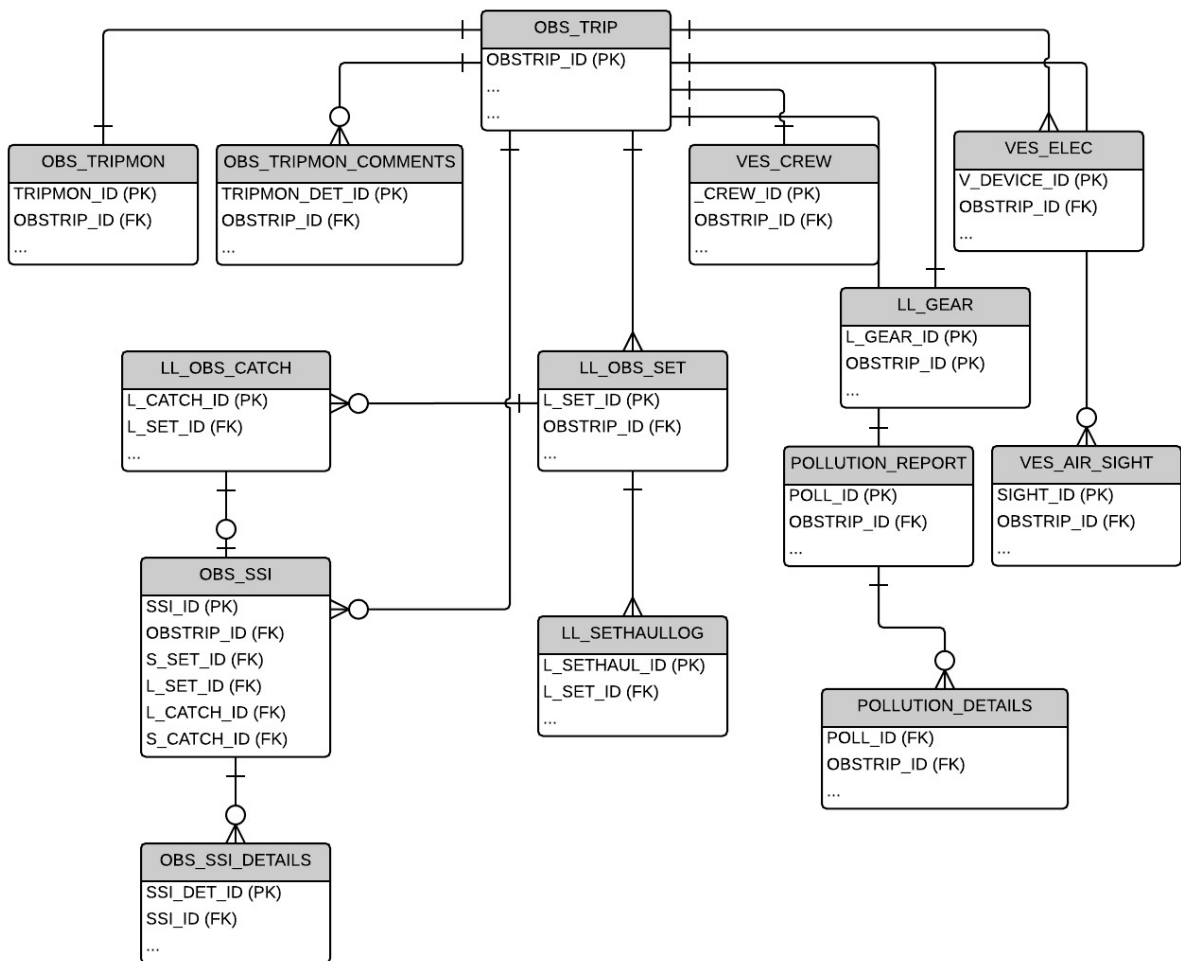 OBS_TRIP
OBSTRIP_ID (PK)
...
...
OBS_TRIPMON
TRIPMON_ID (PK)
OBSTRIP_ID (FK)
...
OBS_TRIPMON_COMMENTS
TRIPMON_DET_ID (PK)
OBSTRIP_ID (FK)
...
VES_CREW
_CREW_ID (PK)
OBSTRIP_ID (FK)
...
VES_ELEC
V_DEVICE_ID (PK)
OBSTRIP_ID (FK)
...
LL_GEAR
L_GEAR_ID (PK)
OBSTRIP_ID (PK)
...
LL_OBS_CATCH
L_CATCH_ID (PK)
L_SET_ID (FK)
...
LL_OBS_SET
L_SET_ID (PK)
OBSTRIP_ID (FK)
...
POLLUTION_REPORT
POLL_ID (PK)
OBSTRIP_ID (FK)
...
VES_AIR_SIGHT
SIGHT_ID (PK)
OBSTRIP_ID (FK)
...
OBS_SSI
SSI_ID (PK)
OBSTRIP_ID (FK)
S_SET_ID (FK)
L_SET_ID (FK)
L_CATCH_ID (FK)
S_CATCH_ID (FK)
LL_SETHAULLOG
L_SETHAUL_ID (PK)
L_SET_ID (FK)
...
POLLUTION_DETAILS
POLL_ID (FK)
OBSTRIP_ID (FK)
...
OBS_SSI_DETAILS
SSI_DET_ID (PK)
SSI_ID (FK)
...